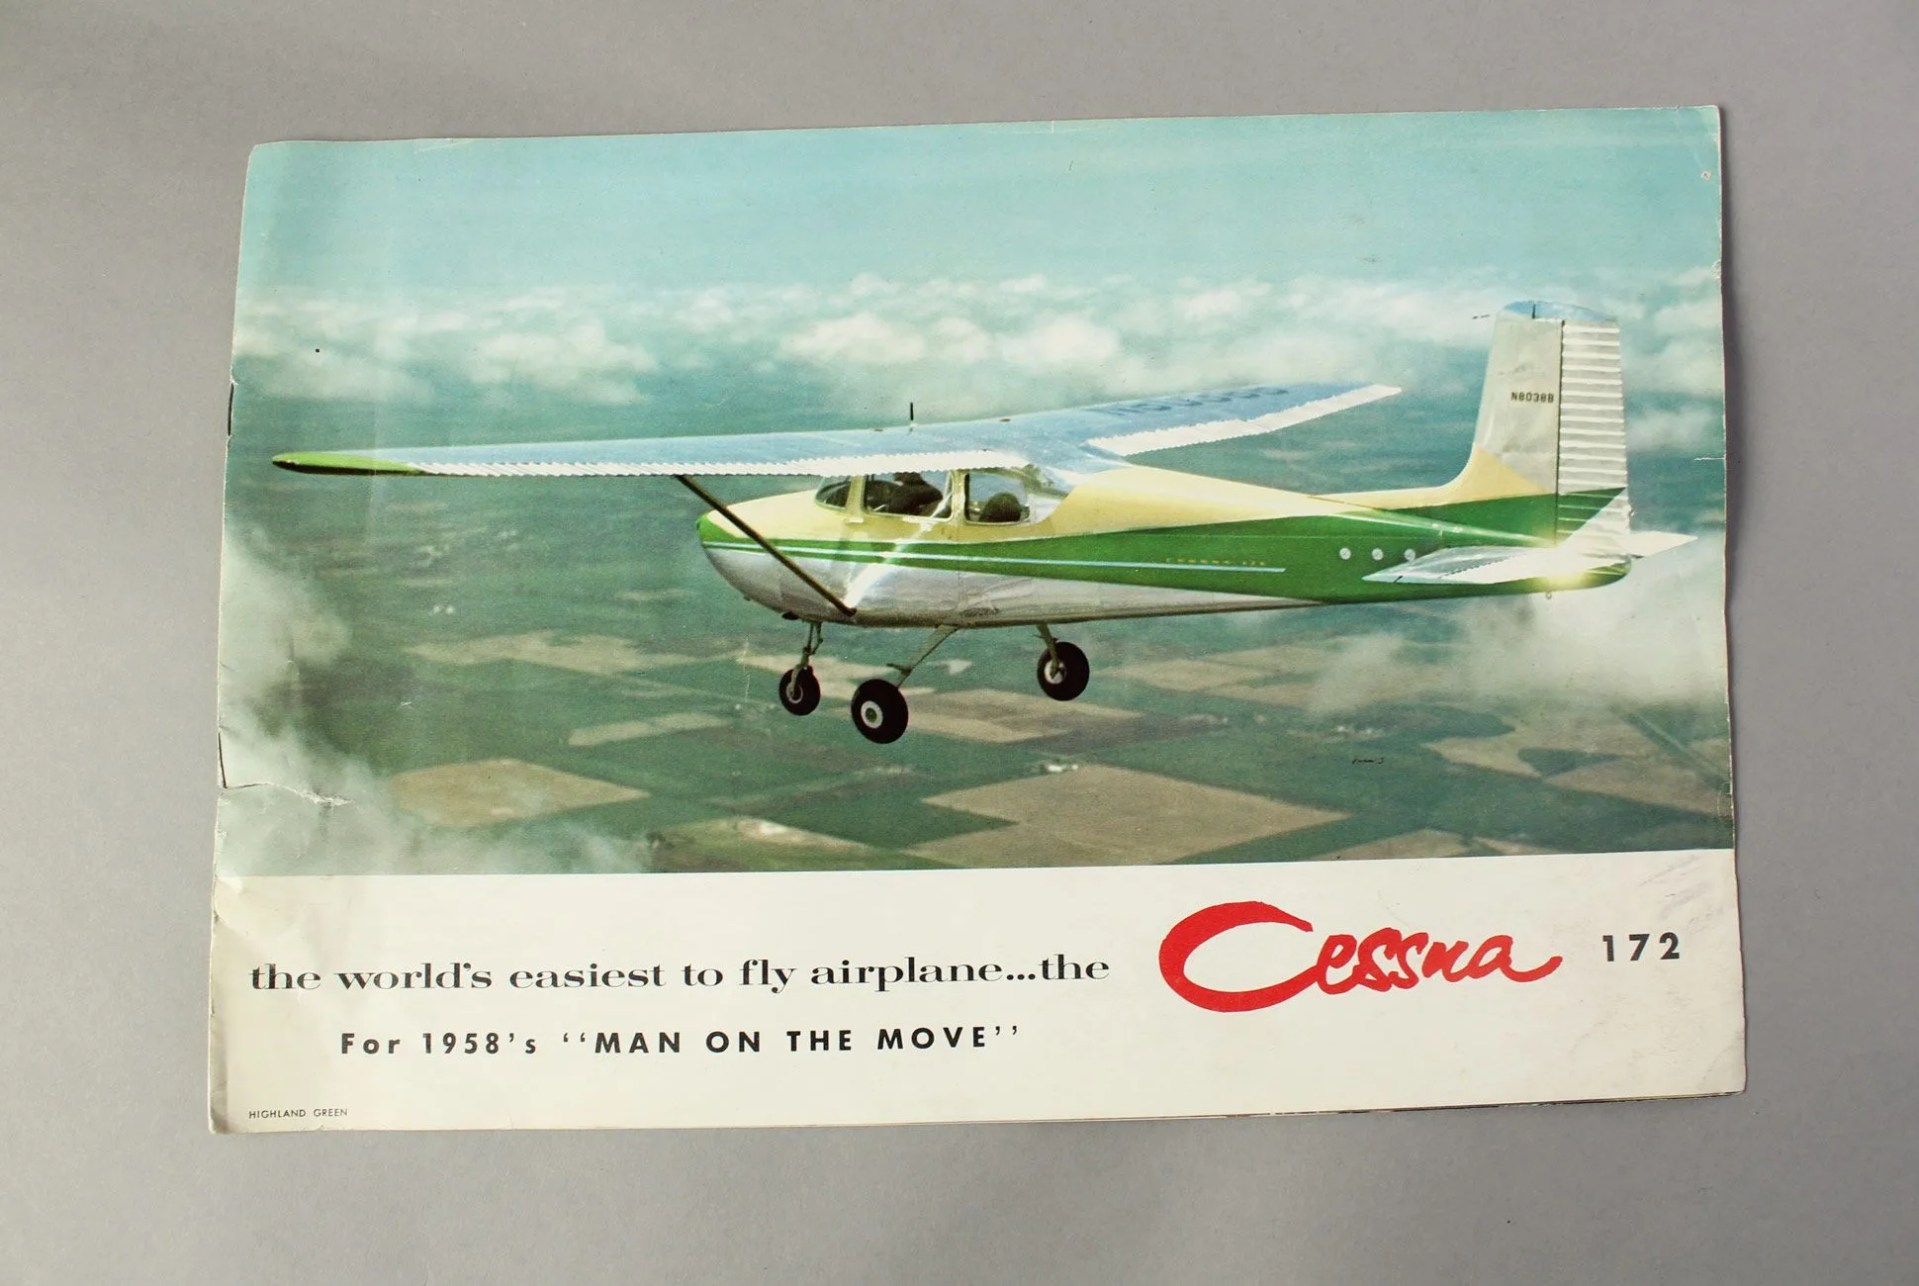 N8038B
the world's easiest to fly airplane...the Cessna 172
For 1958's "MAN ON THE MOVE"
HIGHLAND GREEN